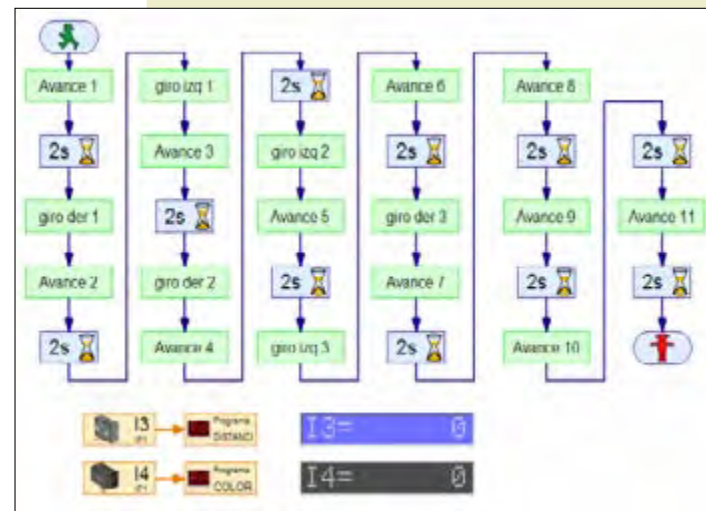 Avance 1
2s
giro der 1
Avance 2
2s
giro izq 1
Avance 3
2s
giro der 2
Avance 4
2s
giro izq 2
Avance 5
2s
giro izq 3
Avance 6
2s
giro der 3
Avance 7
2s
Avance 8
2s
Avance 9
2s
Avance 10
2s
Avance 11
2s
I3
Programa
DISTANCI
I3= 0
I4
Programa
COLOR
I4= 0